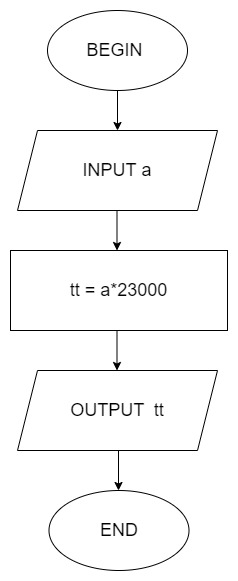 BEGIN
INPUT a
tt = a*23000
OUTPUT  tt
END